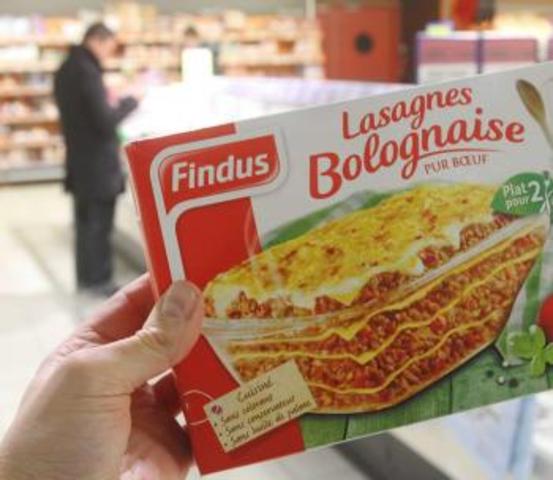 Findus
Lasagnes
Bolognaise
PUR BŒUF
Plat
pour 2
Cuisiné
• Sans colorant
• Sans conservateur
• Sans huile de palme